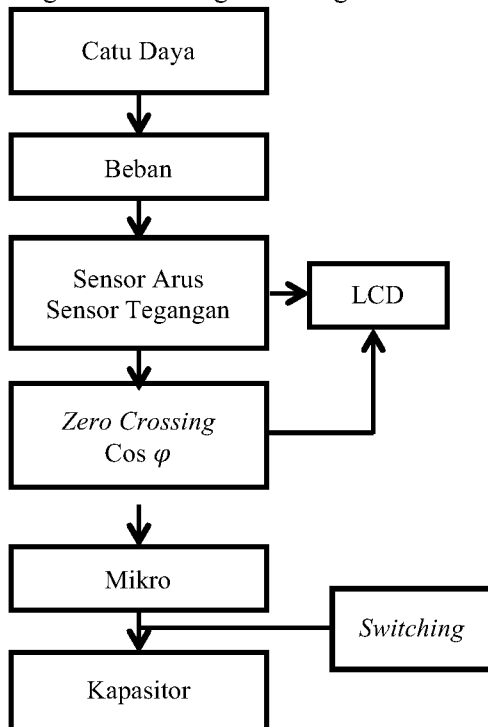 Catu Daya
Beban
Sensor Arus
Sensor Tegangan
LCD
Zero Crossing
Cos φ
Mikro
Switching
Kapasitor